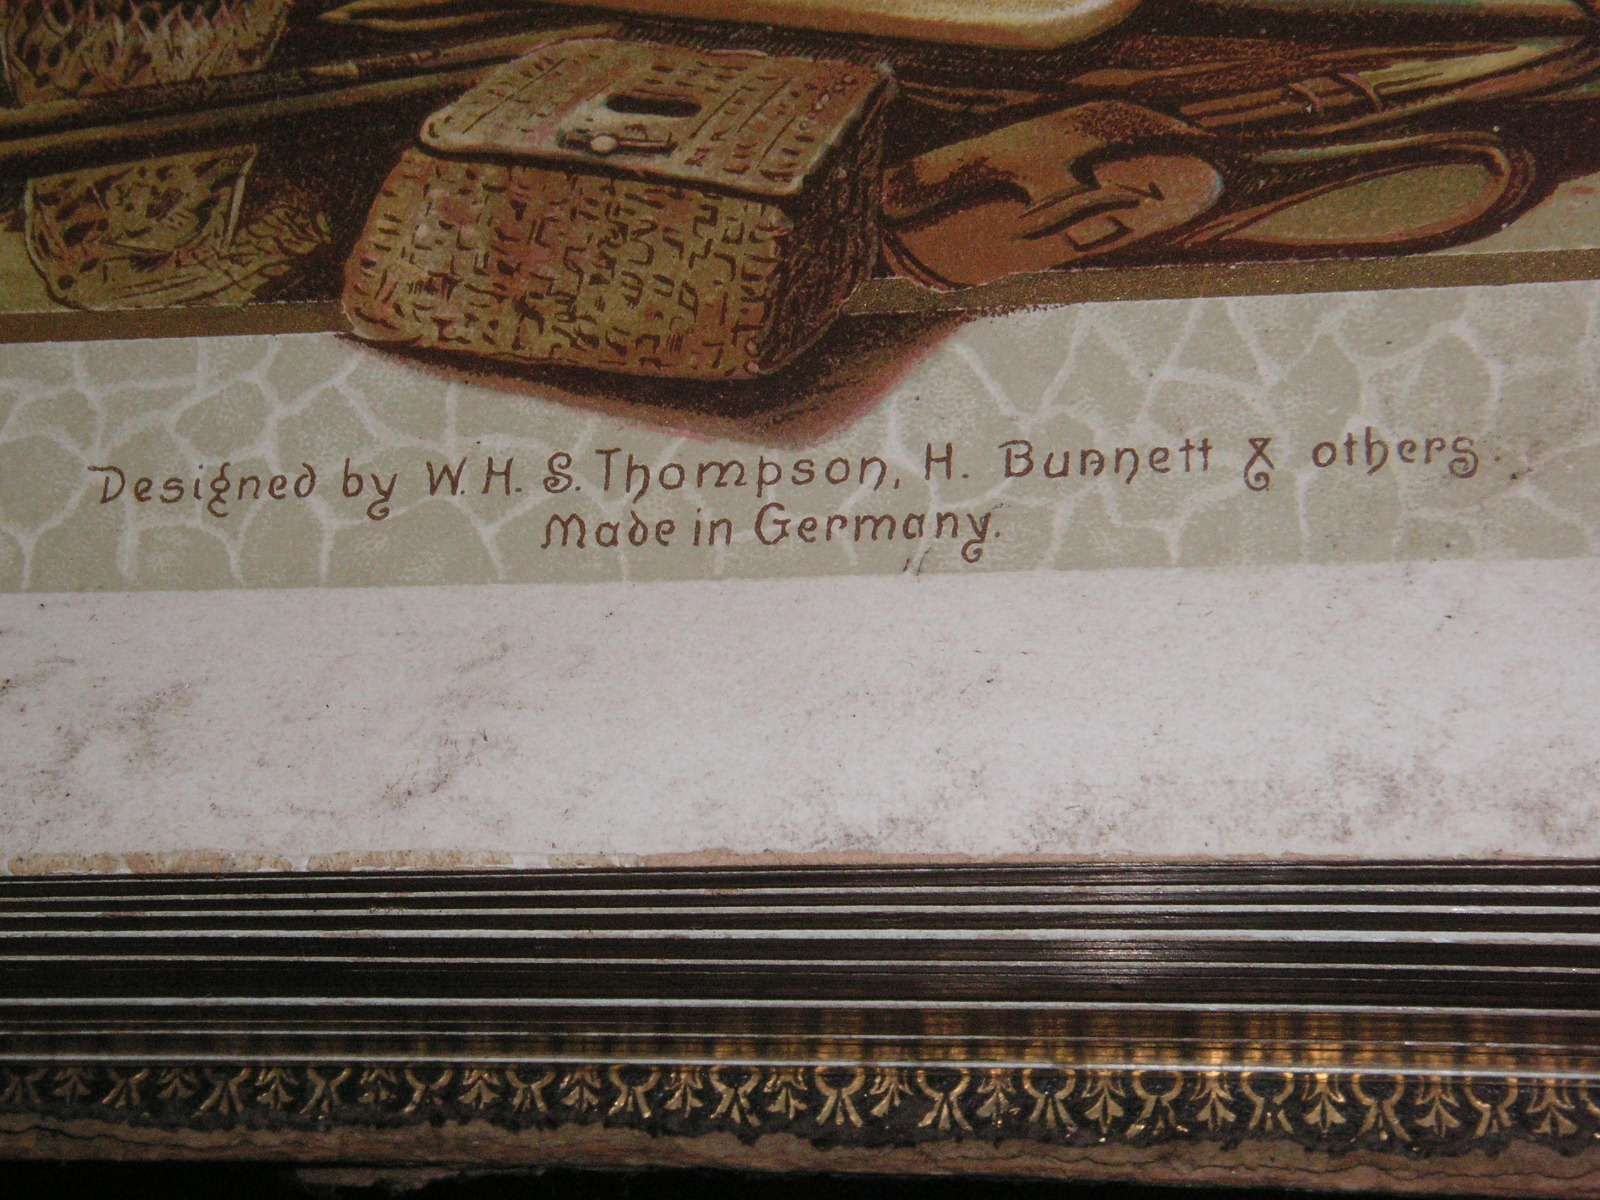 Designed by W. H. S. Thompson, H. Bunnett & others.
Made in Germany.